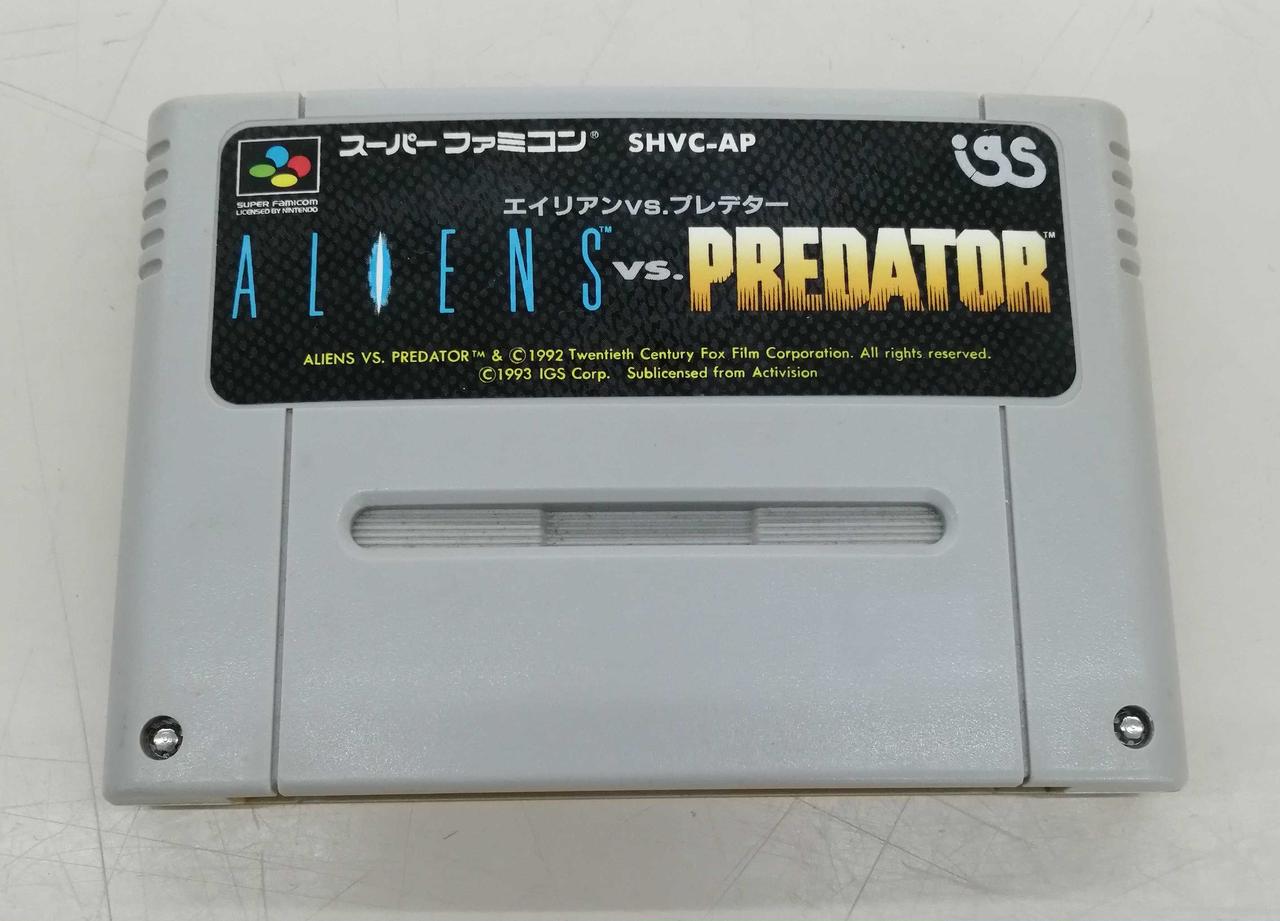 スーパーファミコン® SHVC-AP
igs
SUPER FAMICOM
LICENSED BY NINTENDO
エイリアンvs.プレデター
ALIENS™ vs. PREDATOR™
ALIENS VS. PREDATOR™ & ©1992 Twentieth Century Fox Film Corporation. All rights reserved.
©1993 IGS Corp. Sublicensed from Activision